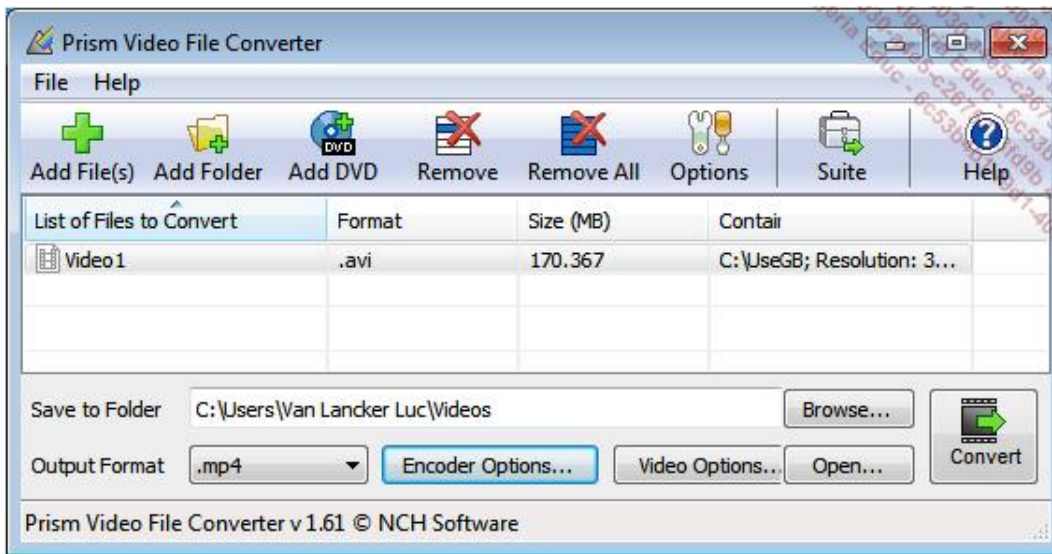 Prism Video File Converter
File Help
Add File(s) Add Folder Add DVD Remove Remove All Options Suite Help
DVD
List of Files to Convert Format Size (MB) Contai
Video1 .avi 170.367 C:\UseGB; Resolution: 3...
Save to Folder C:\Users\Van Lancker Luc\Videos Browse...
Convert
Output Format .mp4 Encoder Options... Video Options... Open...
Prism Video File Converter v 1.61 © NCH Software